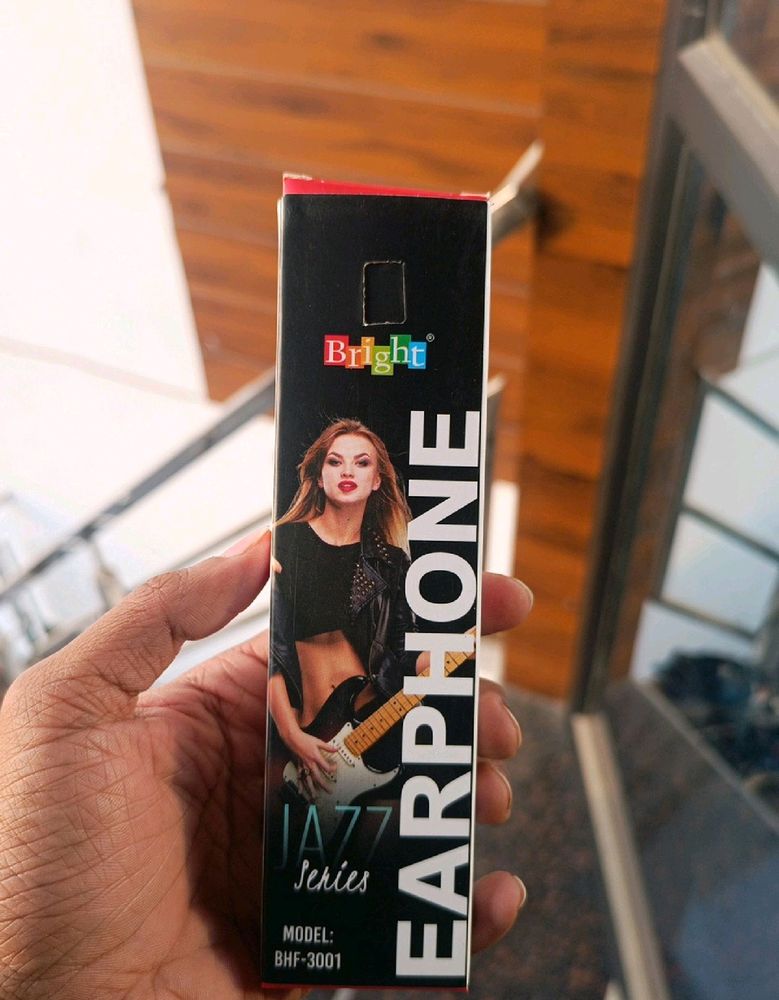 Bright®
EARPHONE
JAZZ
Series
MODEL:
BHF-3001